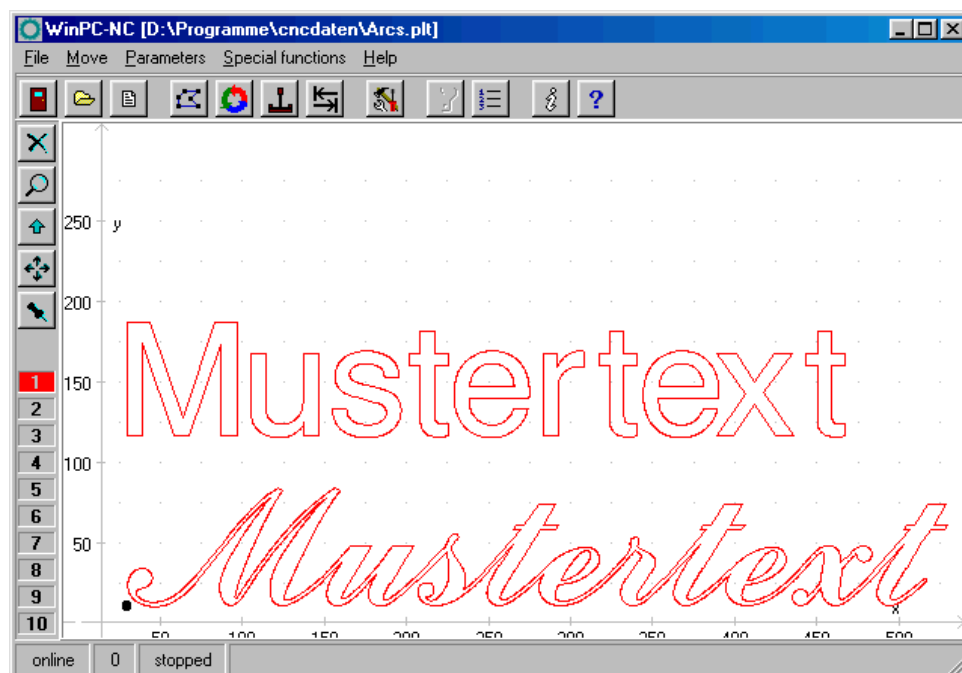 WinPC-NC [D:\Programme\cncdaten\Arcs.plt]
File Move Parameters Special functions Help
250 y
200
Mustertext
150
100
Mustertext
50
x
50 100 150 200 250 200 250 400 450 500
1
2
3
4
5
6
7
8
9
10
online 0 stopped